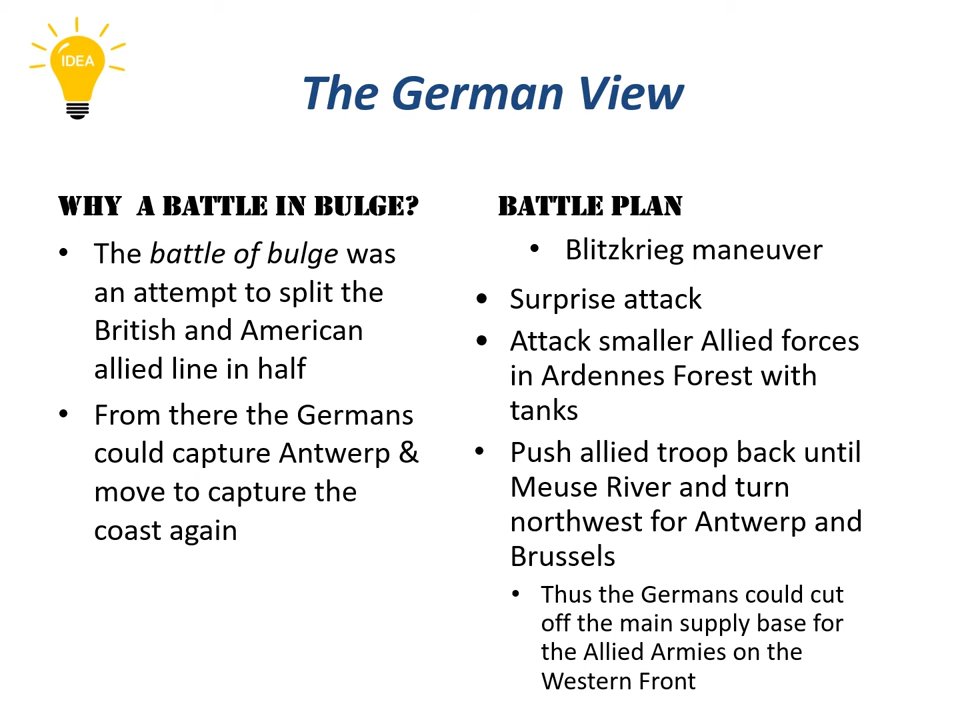 IDEA
The German View
WHY A BATTLE IN BULGE?
• The battle of bulge was
an attempt to split the
British and American
allied line in half
• From there the Germans
could capture Antwerp &
move to capture the
coast again
BATTLE PLAN
• Blitzkrieg maneuver
• Surprise attack
• Attack smaller Allied forces
in Ardennes Forest with
tanks
• Push allied troop back until
Meuse River and turn
northwest for Antwerp and
Brussels
• Thus the Germans could cut
off the main supply base for
the Allied Armies on the
Western Front